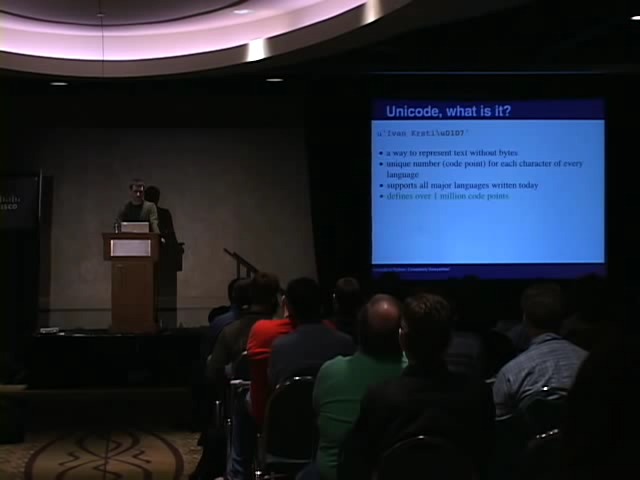 Unicode, what is it?
u'Ivan Krsti\u0107'
• a way to represent text without bytes
• unique number (code point) for each character of every
language
• supports all major languages written today
• defines over 1 million code points